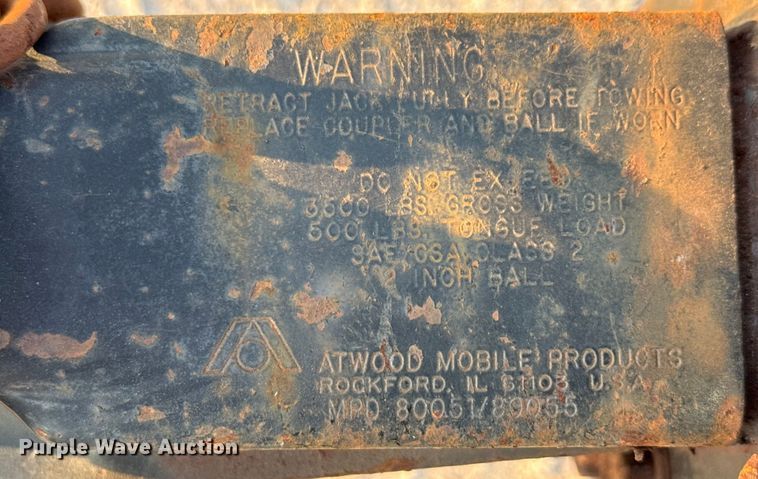 WARNING
RETRACT JACK FULLY BEFORE TOWING
REPLACE COUPLER AND BALL IF WORN
DO NOT EXCEED
3500 LBS. GROSS WEIGHT
500 LBS. TONGUE LOAD
SAE/CSA CLASS 2
2 INCH BALL
ATWOOD MOBILE PRODUCTS
ROCKFORD, IL 61103 U.S.A.
MPD 80051/80055
Purple Wave Auction